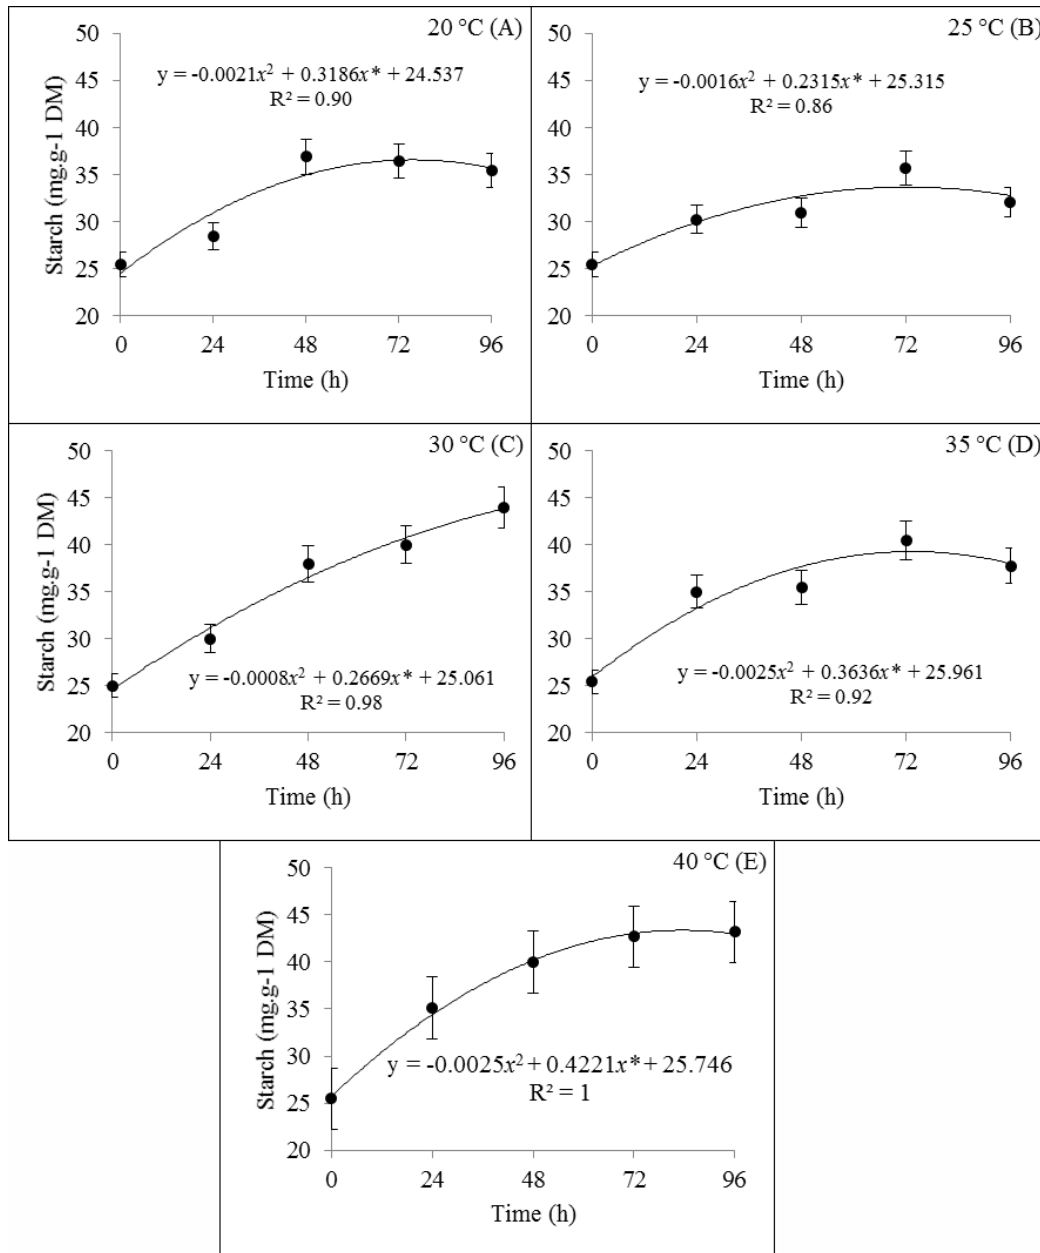 20 °C (A)
50
45
40
35
30
25
20
Starch (mg.g-1 DM)
y = -0.0021x² + 0.3186x* + 24.537
R² = 0.90
0 24 48 72 96
Time (h)
25 °C (B)
50
45
40
35
30
25
20
y = -0.0016x² + 0.2315x* + 25.315
R² = 0.86
0 24 48 72 96
Time (h)
30 °C (C)
50
45
40
35
30
25
20
Starch (mg.g-1 DM)
y = -0.0008x² + 0.2669x* + 25.061
R² = 0.98
0 24 48 72 96
Time (h)
35 °C (D)
50
45
40
35
30
25
20
y = -0.0025x² + 0.3636x* + 25.961
R² = 0.92
0 24 48 72 96
Time (h)
40 °C (E)
50
45
40
35
30
25
20
Starch (mg.g-1 DM)
y = -0.0025x² + 0.4221x* + 25.746
R² = 1
0 24 48 72 96
Time (h)